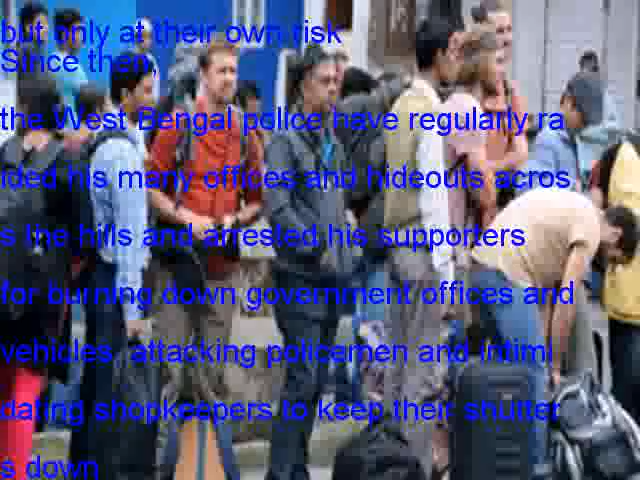 but only at their own risk
Since then,
the West Bengal police have regularly ra
ided his many offices and hideouts acros
s the hills and arrested his supporters
for burning down government offices and
vehicles, attacking policemen and intimi
dating shopkeepers to keep their shutter
s down